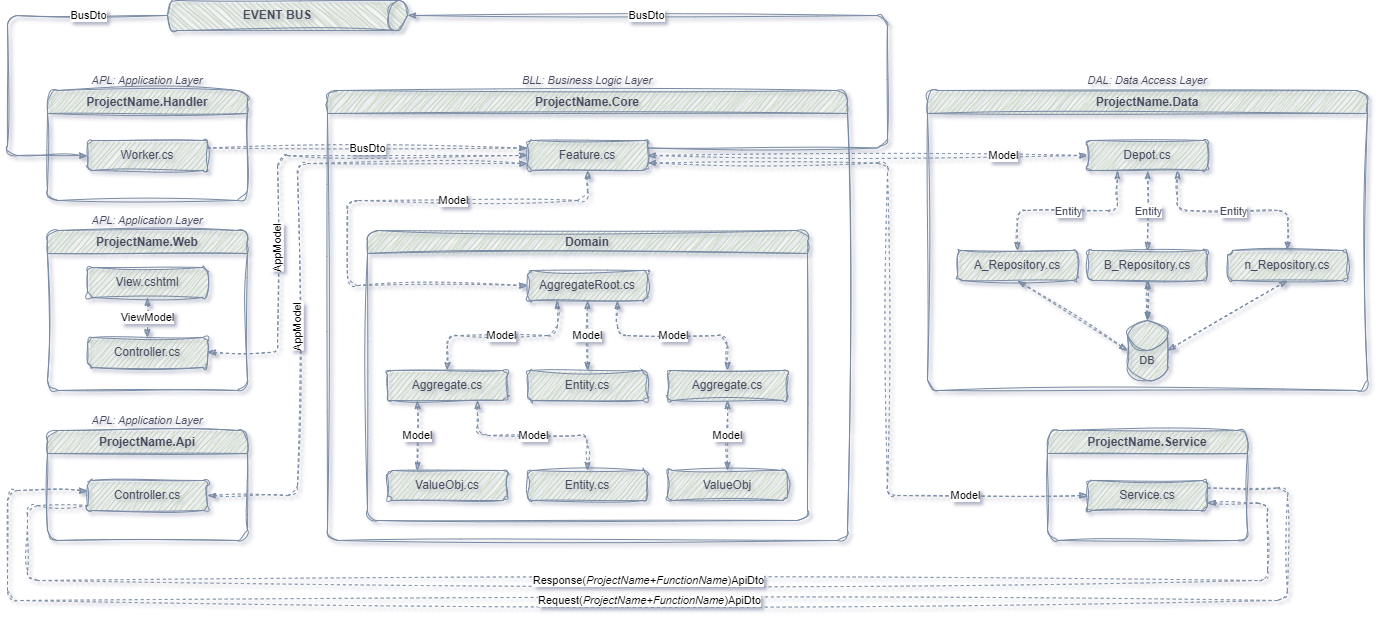 EVENT BUS
BusDto
BusDto
APL: Application Layer
ProjectName.Handler
Worker.cs
BusDto
APL: Application Layer
ProjectName.Web
View.cshtml
ViewModel
Controller.cs
AppModel
APL: Application Layer
ProjectName.Api
Controller.cs
AppModel
BLL: Business Logic Layer
ProjectName.Core
Feature.cs
Model
Domain
AggregateRoot.cs
Model
Model
Model
Aggregate.cs
Entity.cs
Aggregate.cs
Model
Model
Model
ValueObj.cs
Entity.cs
ValueObj
DAL: Data Access Layer
ProjectName.Data
Model
Depot.cs
Entity
Entity
Entity
A_Repository.cs
B_Repository.cs
n_Repository.cs
DB
ProjectName.Service
Model
Service.cs
Response(ProjectName+FunctionName)ApiDto
Request(ProjectName+FunctionName)ApiDto